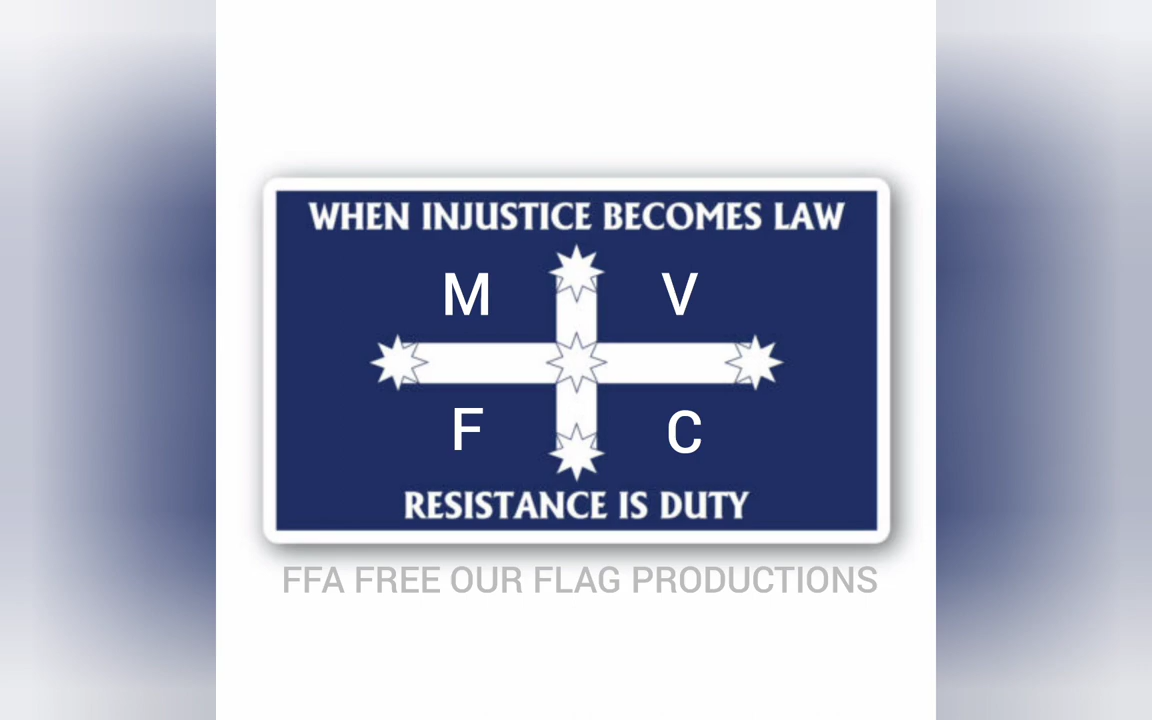 WHEN INJUSTICE BECOMES LAW
M V
F C
RESISTANCE IS DUTY
FFA FREE OUR FLAG PRODUCTIONS